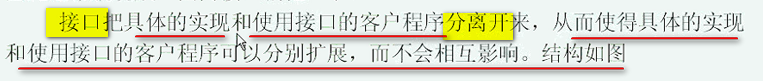 接口把具体的实现和使用接口的客户程序分离开来，从而使得具体的实现
和使用接口的客户程序可以分别扩展，而不会相互影响。结构如图